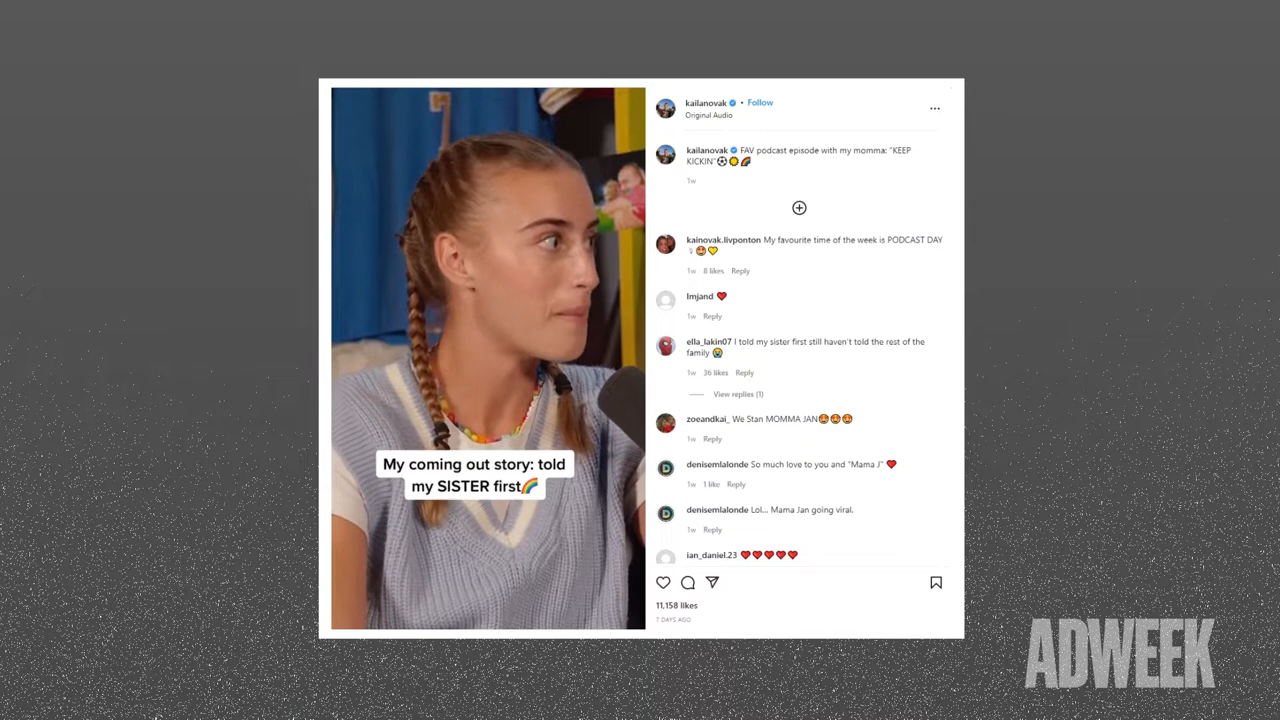 kailanovak • Follow
Original Audio
kailanovak FAV podcast episode with my momma: "KEEP
KICKIN"⚽🌞🌈
1w
kainovak.livponton My favourite time of the week is PODCAST DAY
🤩💛
1w 8 likes Reply
lmjand ❤️
1w Reply
ella_lakin07 I told my sister first still haven't told the rest of the
family 😭
1w 36 likes Reply
View replies (1)
zoeandkai_ We Stan MOMMA JAN🤩🤩🤩
1w Reply
denisemlalonde So much love to you and "Mama J" ❤️
1w 1 like Reply
denisemlalonde Lol... Mama Jan going viral.
1w Reply
ian_daniel.23 ❤️❤️❤️❤️❤️
11,158 likes
7 DAYS AGO
My coming out story: told
my SISTER first🌈
ADWEEK